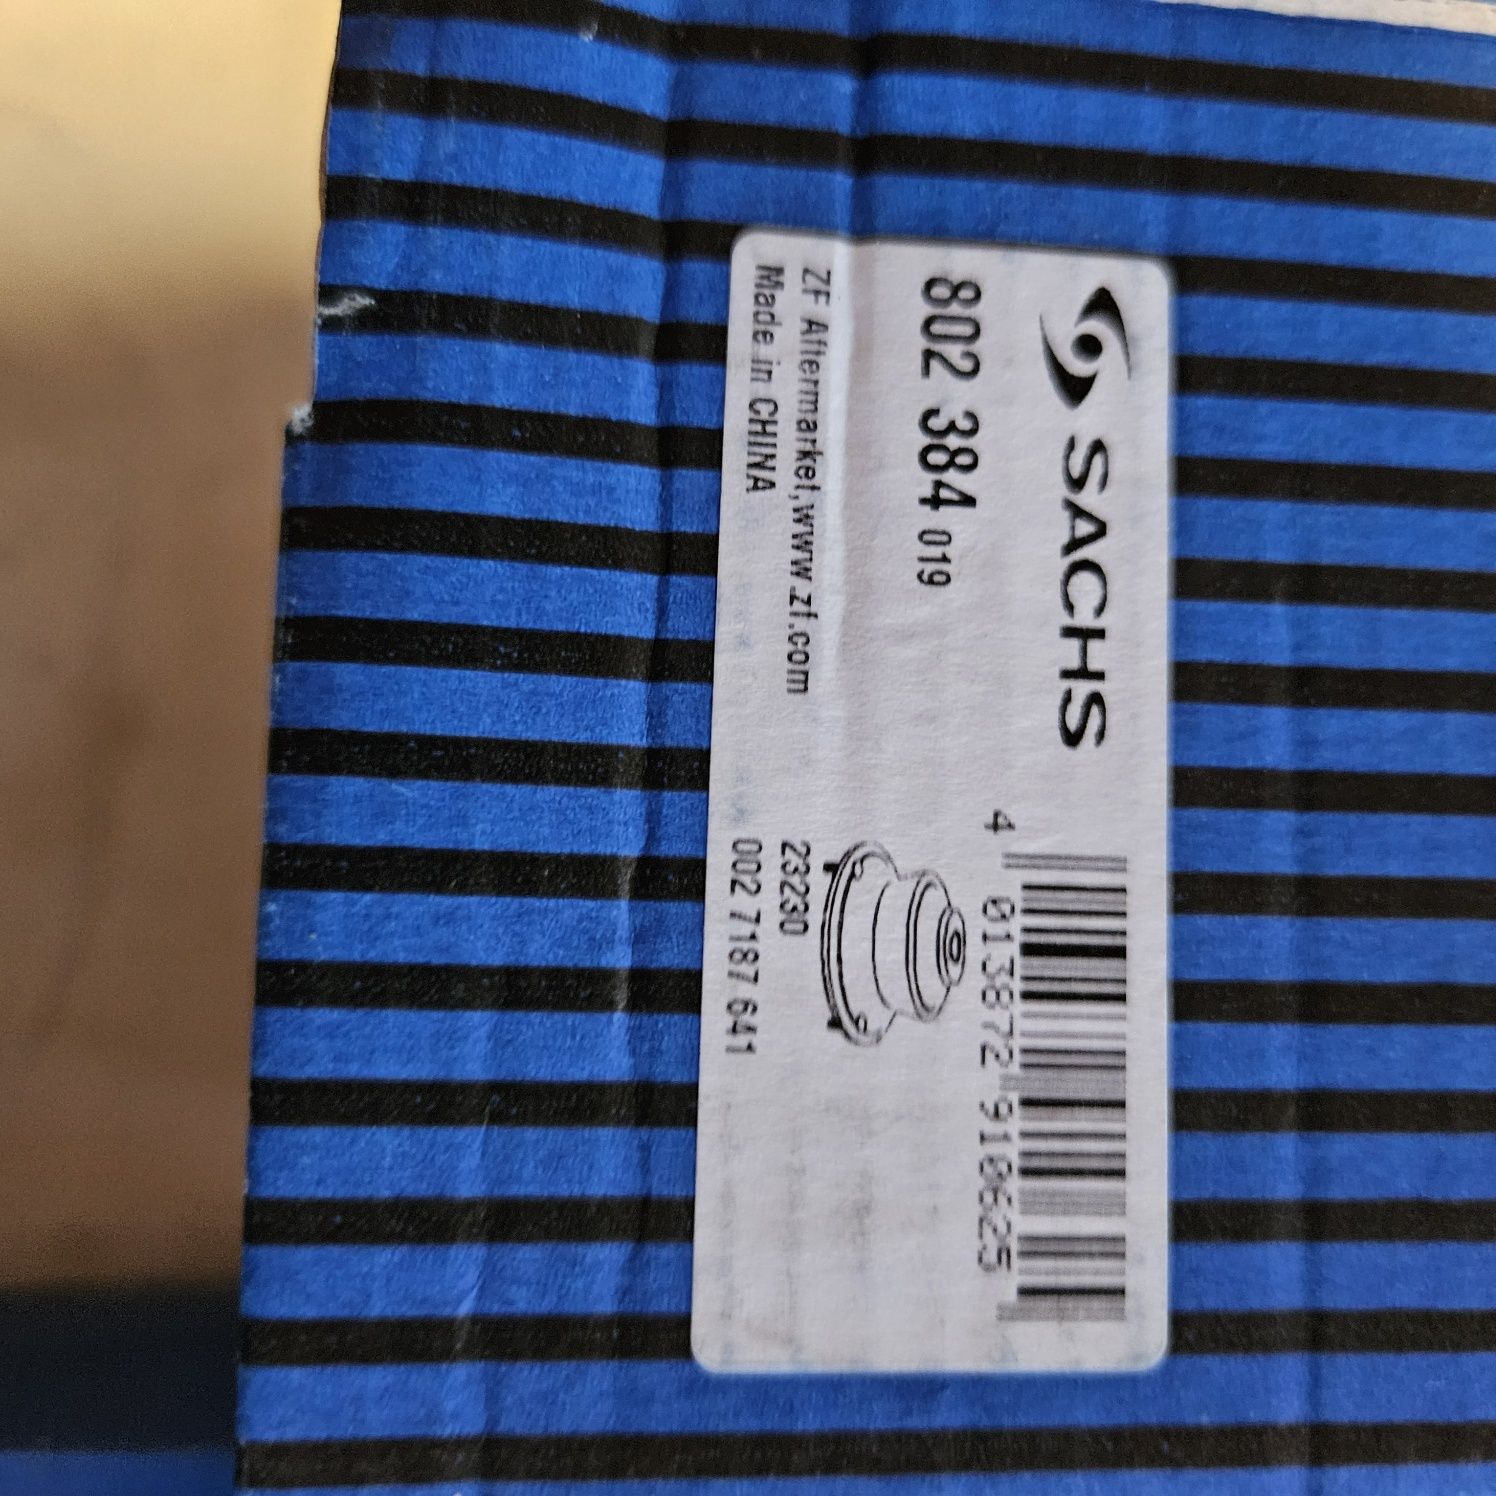 SACHS
802 384 019
ZF Aftermarket,www.zf.com
Made in CHINA
4 013872 910625
23230
002 7187 641